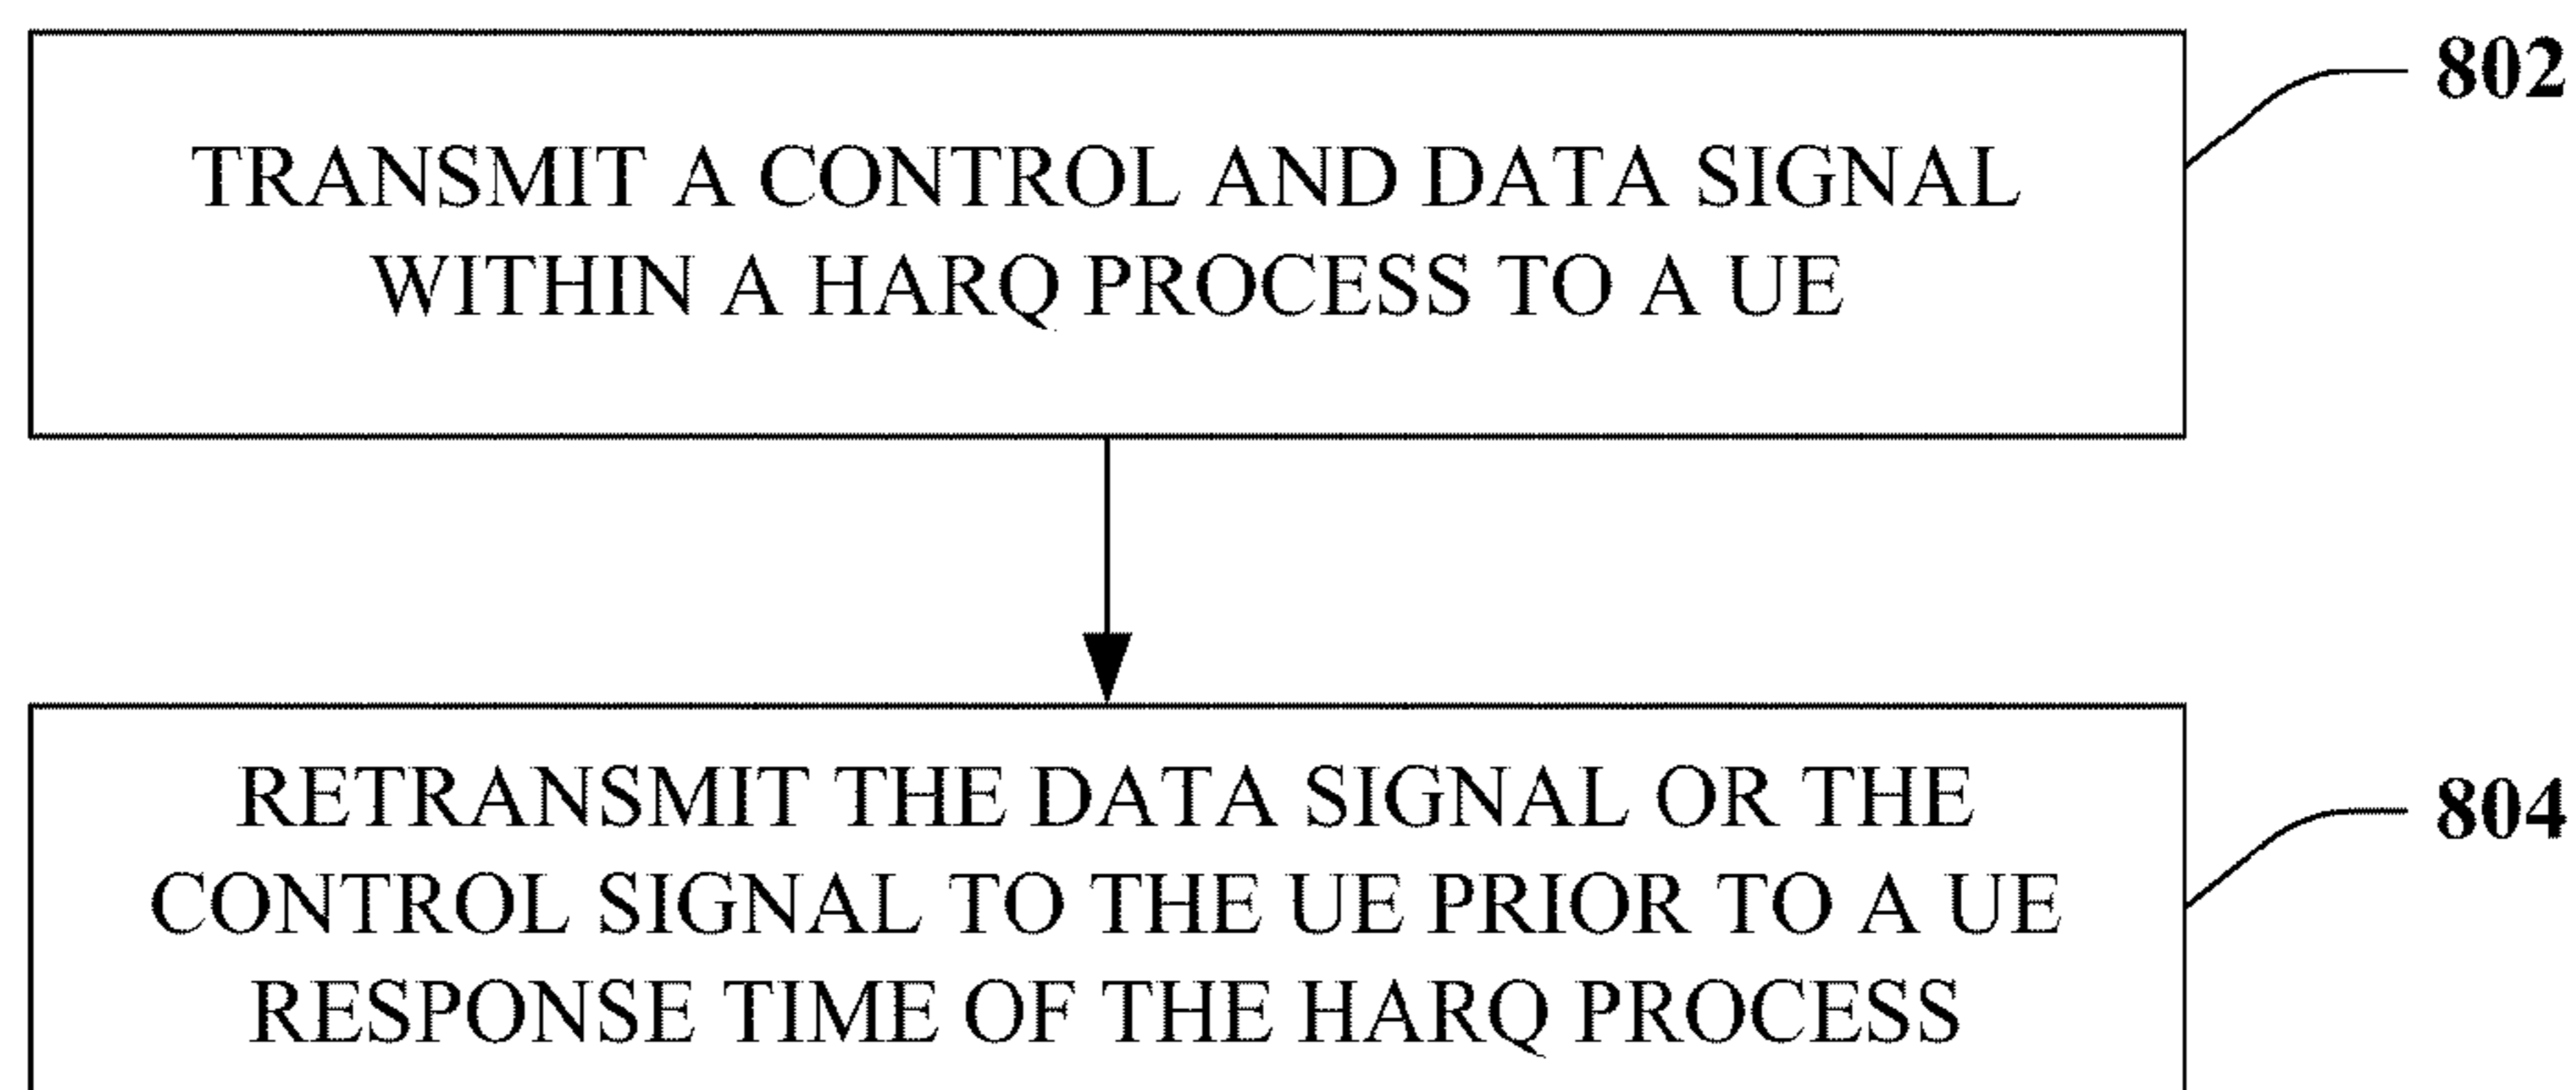 802
TRANSMIT A CONTROL AND DATA SIGNAL
WITHIN A HARQ PROCESS TO A UE
804
RETRANSMIT THE DATA SIGNAL OR THE
CONTROL SIGNAL TO THE UE PRIOR TO A UE
RESPONSE TIME OF THE HARQ PROCESS